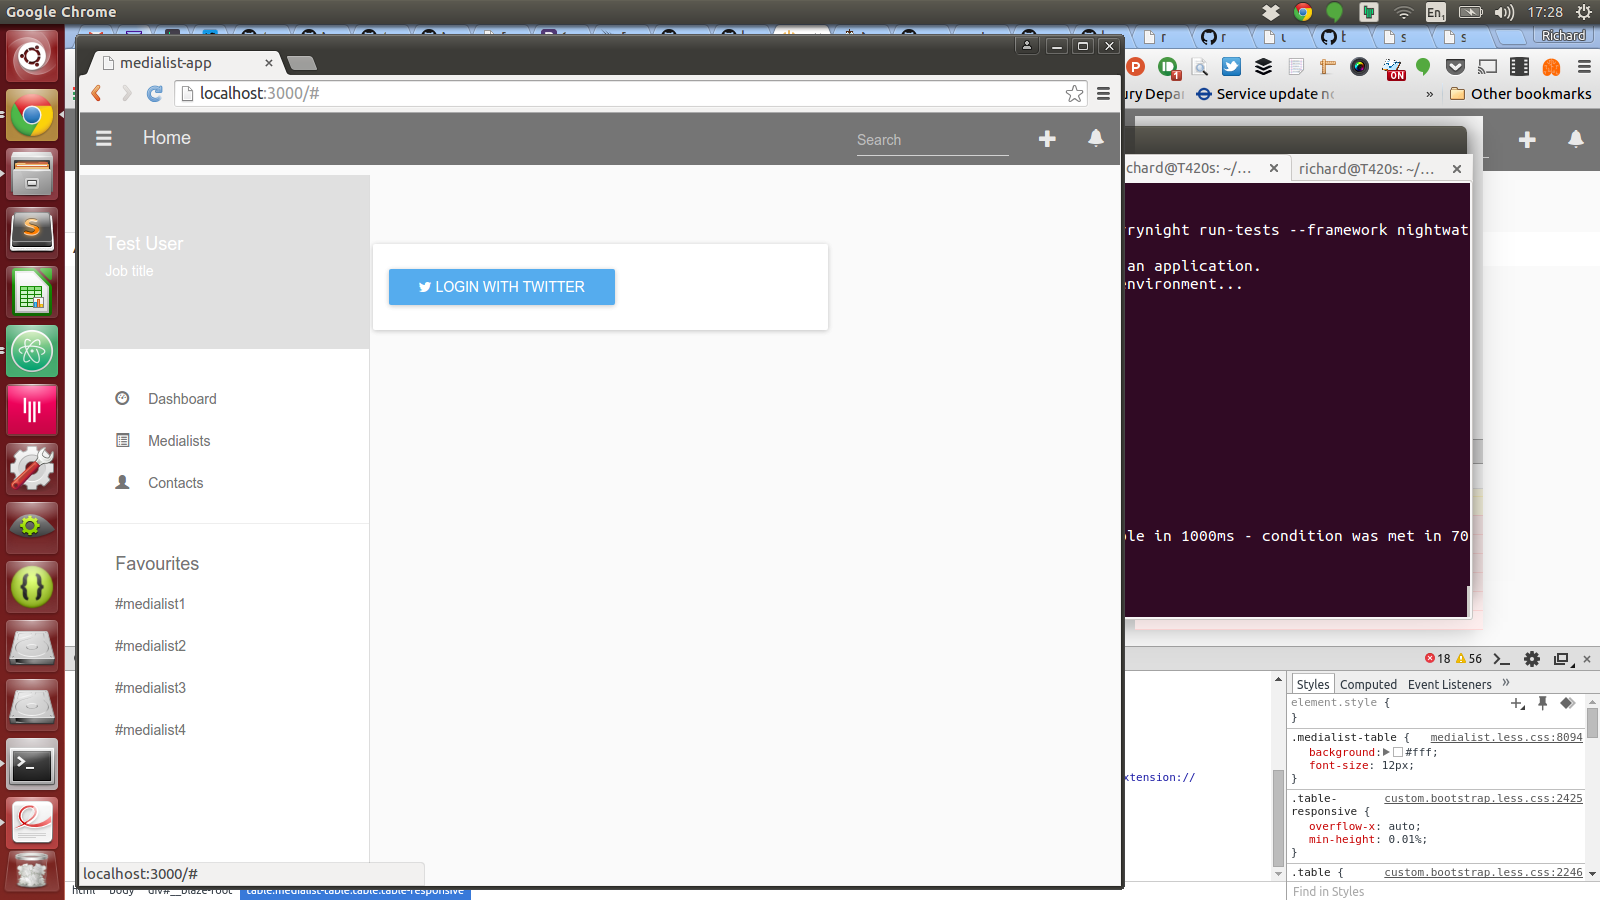 Google Chrome
En1
17:28
medialist-app
Richard
localhost:3000/#
Service update
Other bookmarks
Home
Search
Test User
Job title
LOGIN WITH TWITTER
Dashboard
Medialists
Contacts
Favourites
#medialist1
#medialist2
#medialist3
#medialist4
localhost:3000/#
chard@T420s: ~/...
richard@T420s: ~/...
rrynight run-tests --framework nightwat
an application.
nvironment...
le in 1000ms - condition was met in 70
18 56
Styles Computed Event Listeners »
element.style {
}
.medialist-table { medialist.less.css:8094
background: #fff;
font-size: 12px;
}
.table- custom.bootstrap.less.css:2425
responsive {
overflow-x: auto;
min-height: 0.01%;
}
.table { custom.bootstrap.less.css:2246
Find in Styles
xtension://
html body div#__blaze-root table.medialist-table.table.table-responsive